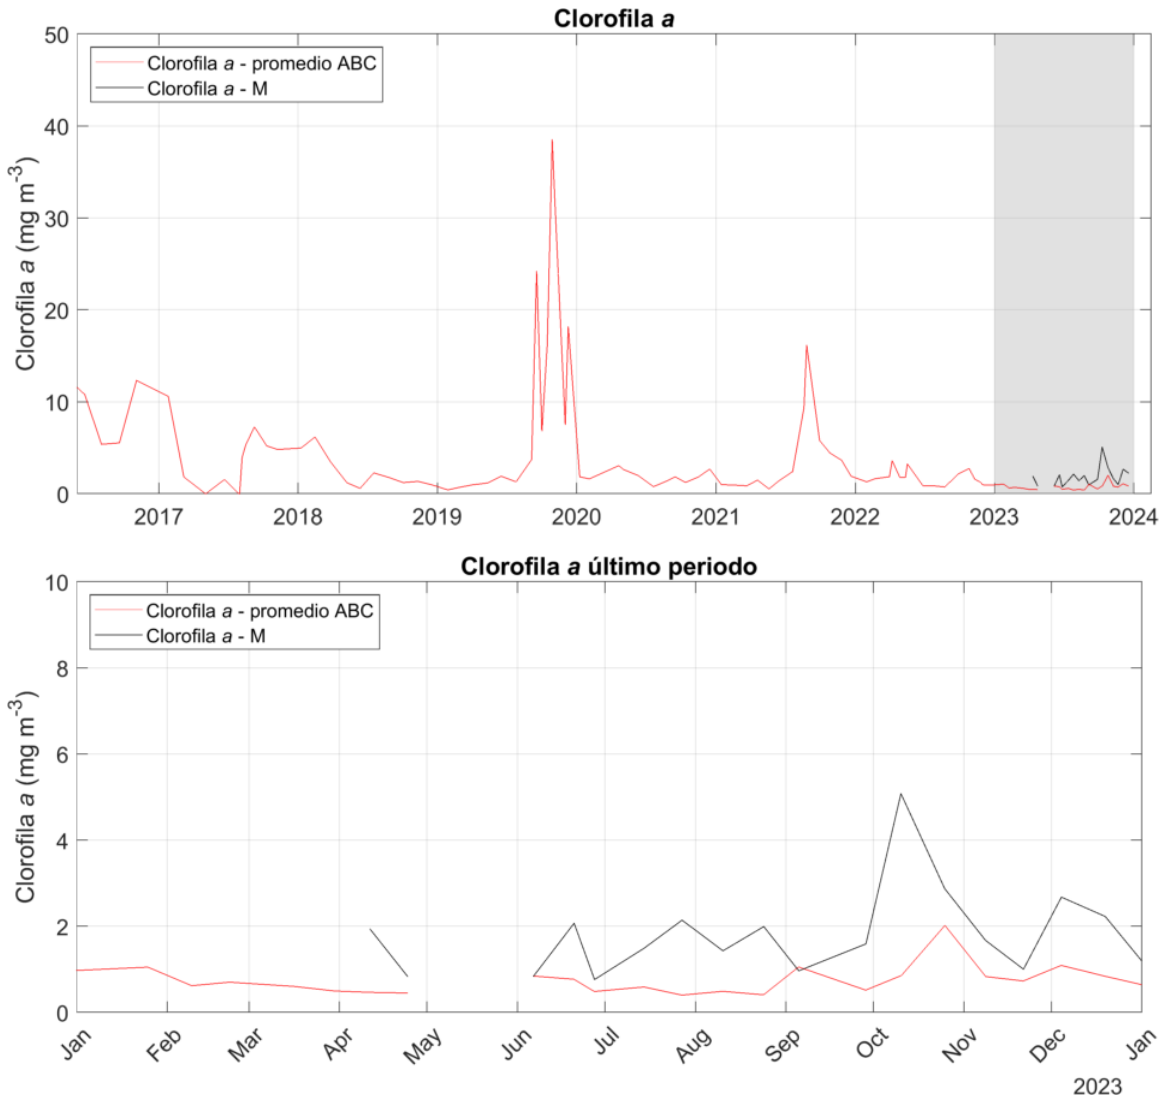 Clorofila a
Clorofila a (mg m⁻³)
50
40
30
20
10
0
Clorofila a - promedio ABC
Clorofila a - M
2017 2018 2019 2020 2021 2022 2023 2024
Clorofila a último periodo
Clorofila a (mg m⁻³)
10
8
6
4
2
0
Clorofila a - promedio ABC
Clorofila a - M
Jan Feb Mar Apr May Jun Jul Aug Sep Oct Nov Dec Jan
2023